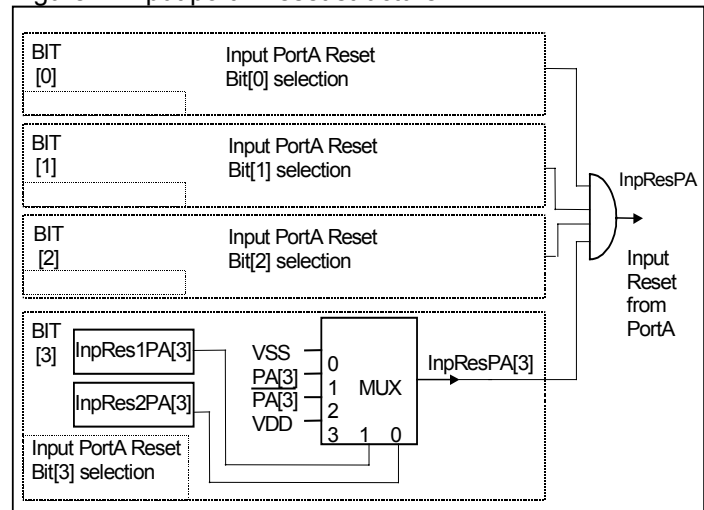 BIT
[0]
Input PortA Reset
Bit[0] selection
BIT
[1]
Input PortA Reset
Bit[1] selection
InpResPA
BIT
[2]
Input PortA Reset
Bit[2] selection
Input
Reset
from
PortA
BIT
[3]
InpRes1PA[3]
InpRes2PA[3]
VSS
PA[3]
PA[3]
VDD
0
1
2
3
MUX
1 0
InpResPA[3]
Input PortA Reset
Bit[3] selection